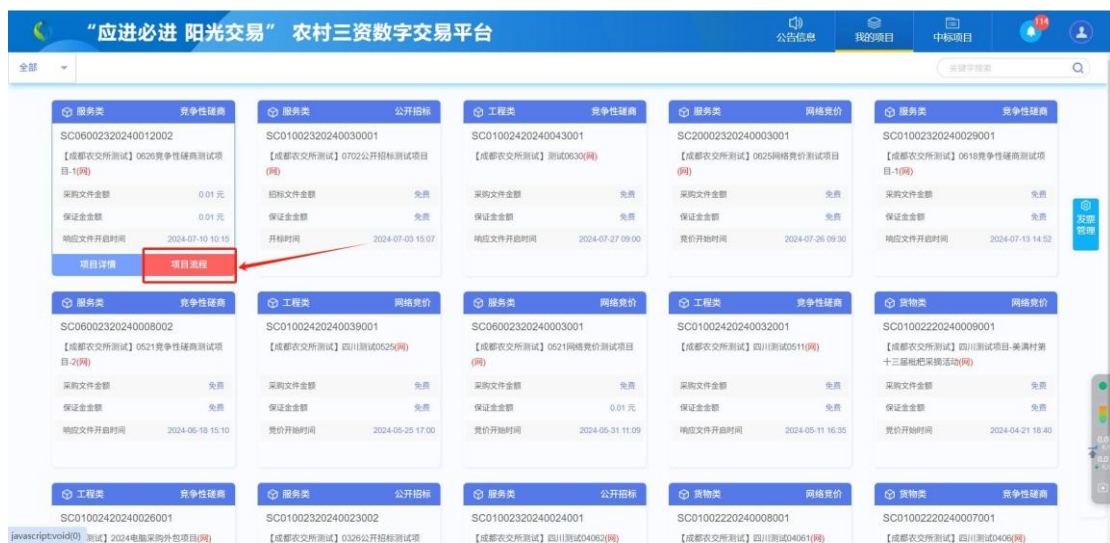 “应进必进 阳光交易” 农村三资数字交易平台
公告信息
我的项目
中标项目
114
全部
关键字搜索
服务类 竞争性磋商
SC06002320240012002
【成都农交所测试】0626竞争性磋商测试项
目-1(网)
采购文件金额 0.01 元
保证金金额 0.01 元
响应文件开启时间 2024-07-10 10:15
项目详情 项目流程
服务类 公开招标
SC01002320240030001
【成都农交所测试】0702公开招标测试项目
(网)
招标文件金额 免费
保证金金额 免费
开标时间 2024-07-03 15:07
工程类 竞争性磋商
SC01002420240043001
【成都农交所测试】测试0630(网)
采购文件金额 免费
保证金金额 免费
响应文件开启时间 2024-07-27 09:00
服务类 网络竞价
SC20002320240003001
【成都农交所测试】0625网络竞价测试项目
(网)
采购文件金额 免费
保证金金额 免费
竞价开始时间 2024-07-26 09:30
服务类 竞争性磋商
SC01002320240029001
【成都农交所测试】0618竞争性磋商测试项
目-1(网)
采购文件金额 免费
保证金金额 免费
响应文件开启时间 2024-07-13 14:52
发票
管理
服务类 竞争性磋商
SC06002320240008002
【成都农交所测试】0521竞争性磋商测试项
目-2(网)
采购文件金额 免费
保证金金额 免费
响应文件开启时间 2024-06-18 15:10
工程类 网络竞价
SC01002420240039001
【成都农交所测试】四川测试0525(网)
采购文件金额 免费
保证金金额 免费
竞价开始时间 2024-05-25 17:00
服务类 网络竞价
SC06002320240003001
【成都农交所测试】0521网络竞价测试项目
(网)
采购文件金额 免费
保证金金额 0.01 元
竞价开始时间 2024-05-31 11:09
工程类 竞争性磋商
SC01002420240032001
【成都农交所测试】四川测试0511(网)
采购文件金额 免费
保证金金额 免费
响应文件开启时间 2024-05-11 16:35
货物类 网络竞价
SC01002220240009001
【成都农交所测试】四川测试项目-美满村第
十三届枇杷采摘活动(网)
采购文件金额 免费
保证金金额 免费
竞价开始时间 2024-04-21 18:40
工程类 竞争性磋商
SC01002420240026001
测试】2024电脑采购外包项目(网)
服务类 公开招标
SC01002320240023002
【成都农交所测试】0326公开招标测试项
服务类 公开招标
SC01002320240024001
【成都农交所测试】四川测试04062(网)
货物类 网络竞价
SC01002220240008001
【成都农交所测试】四川测试04061(网)
货物类 竞争性磋商
SC01002220240007001
【成都农交所测试】四川测试0406(网)
javascript:void(0)